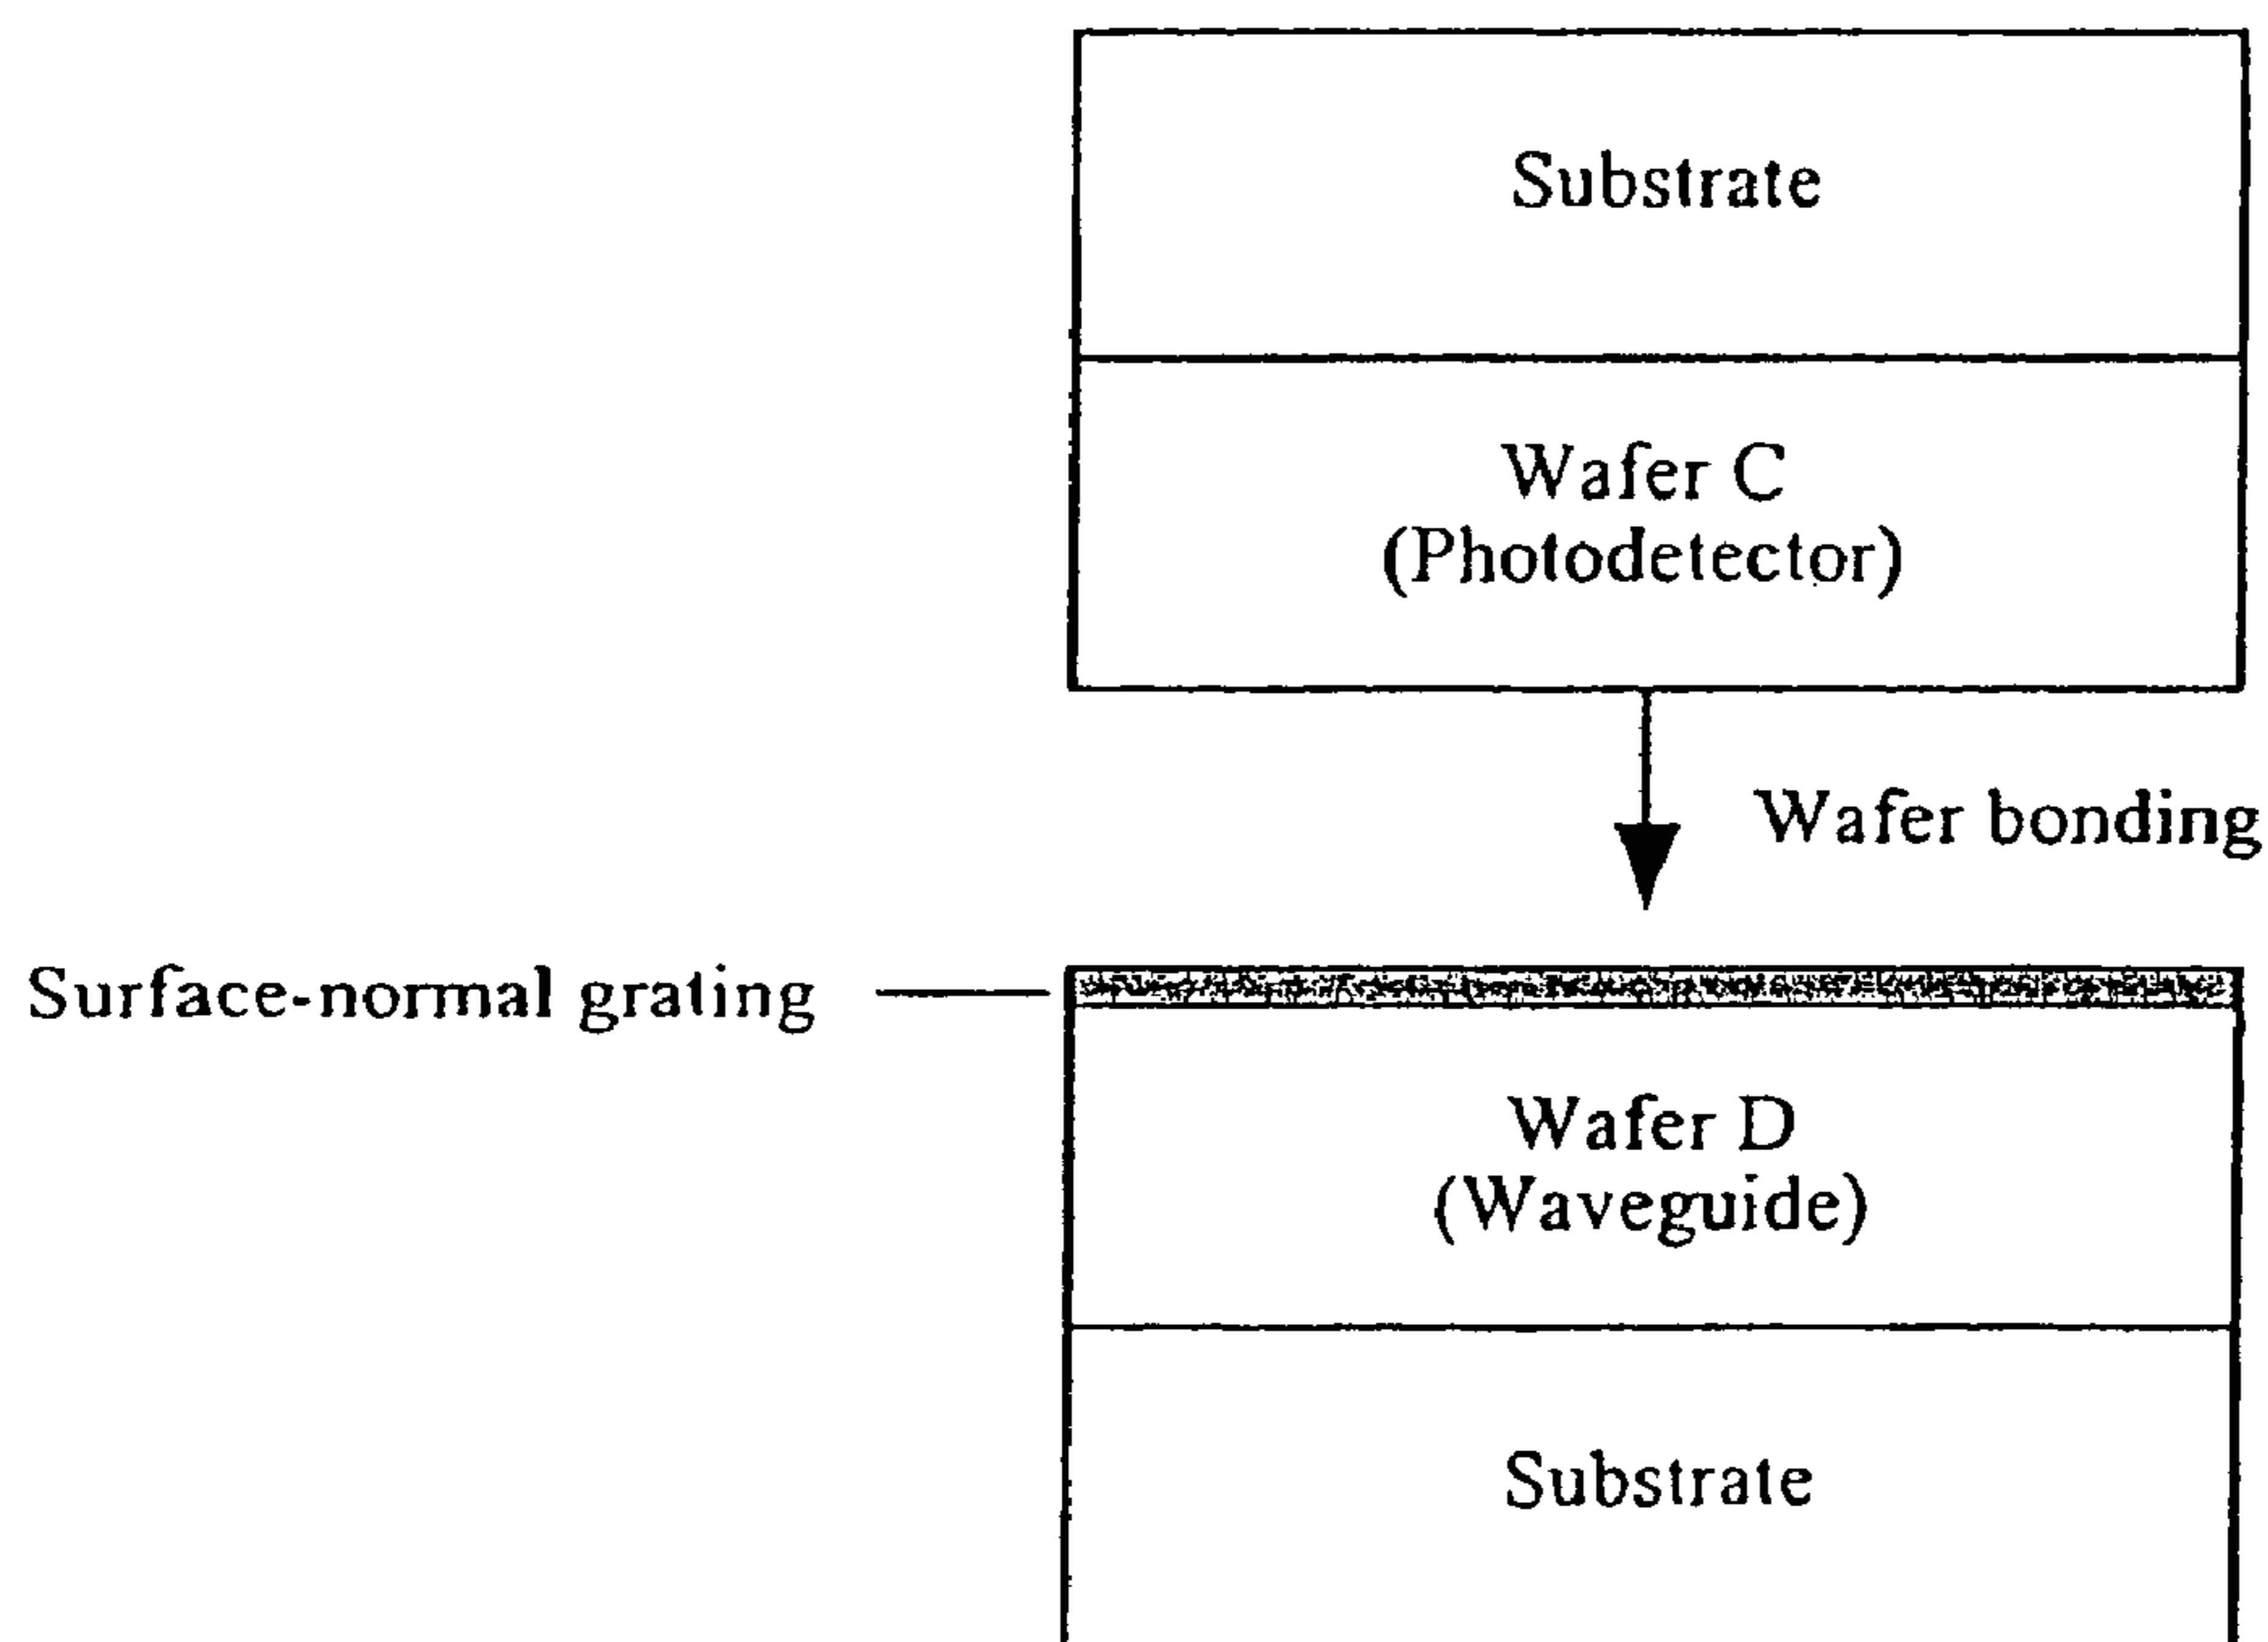 Substrate
Wafer C
(Photodetector)
Wafer bonding
Surface-normal grating
Wafer D
(Waveguide)
Substrate